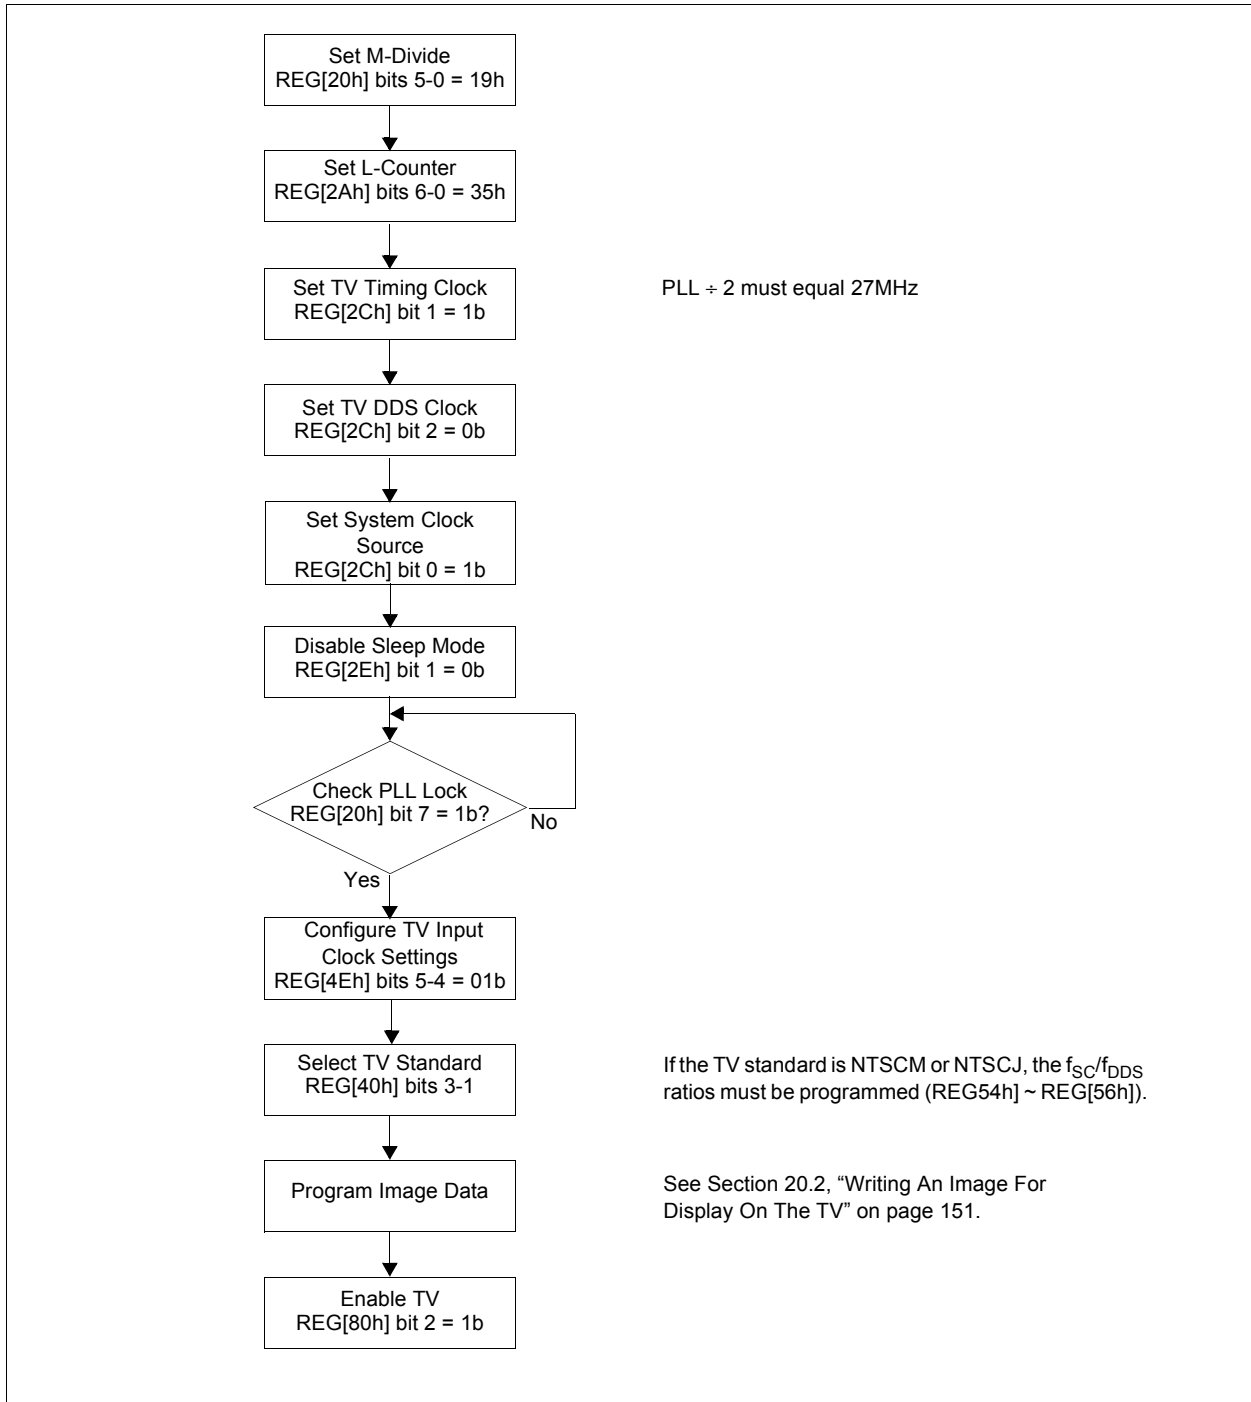 Set M-Divide
REG[20h] bits 5-0 = 19h
Set L-Counter
REG[2Ah] bits 6-0 = 35h
Set TV Timing Clock
REG[2Ch] bit 1 = 1b
PLL ÷ 2 must equal 27MHz
Set TV DDS Clock
REG[2Ch] bit 2 = 0b
Set System Clock
Source
REG[2Ch] bit 0 = 1b
Disable Sleep Mode
REG[2Eh] bit 1 = 0b
Check PLL Lock
REG[20h] bit 7 = 1b?
No
Yes
Configure TV Input
Clock Settings
REG[4Eh] bits 5-4 = 01b
Select TV Standard
REG[40h] bits 3-1
If the TV standard is NTSCM or NTSCJ, the fSC/fDDS
ratios must be programmed (REG54h] ~ REG[56h]).
Program Image Data
See Section 20.2, “Writing An Image For
Display On The TV” on page 151.
Enable TV
REG[80h] bit 2 = 1b